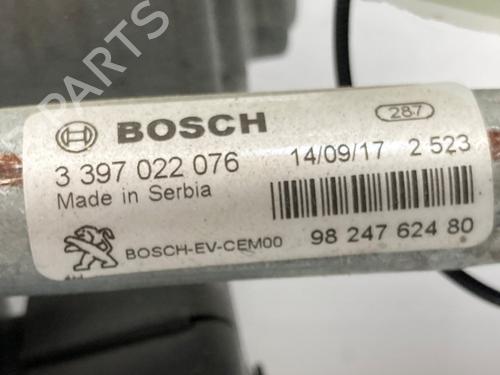 PARTS
287
BOSCH
3 397 022 076 14/09/17 2 523
Made in Serbia
BOSCH-EV-CEM00 98 247 624 80